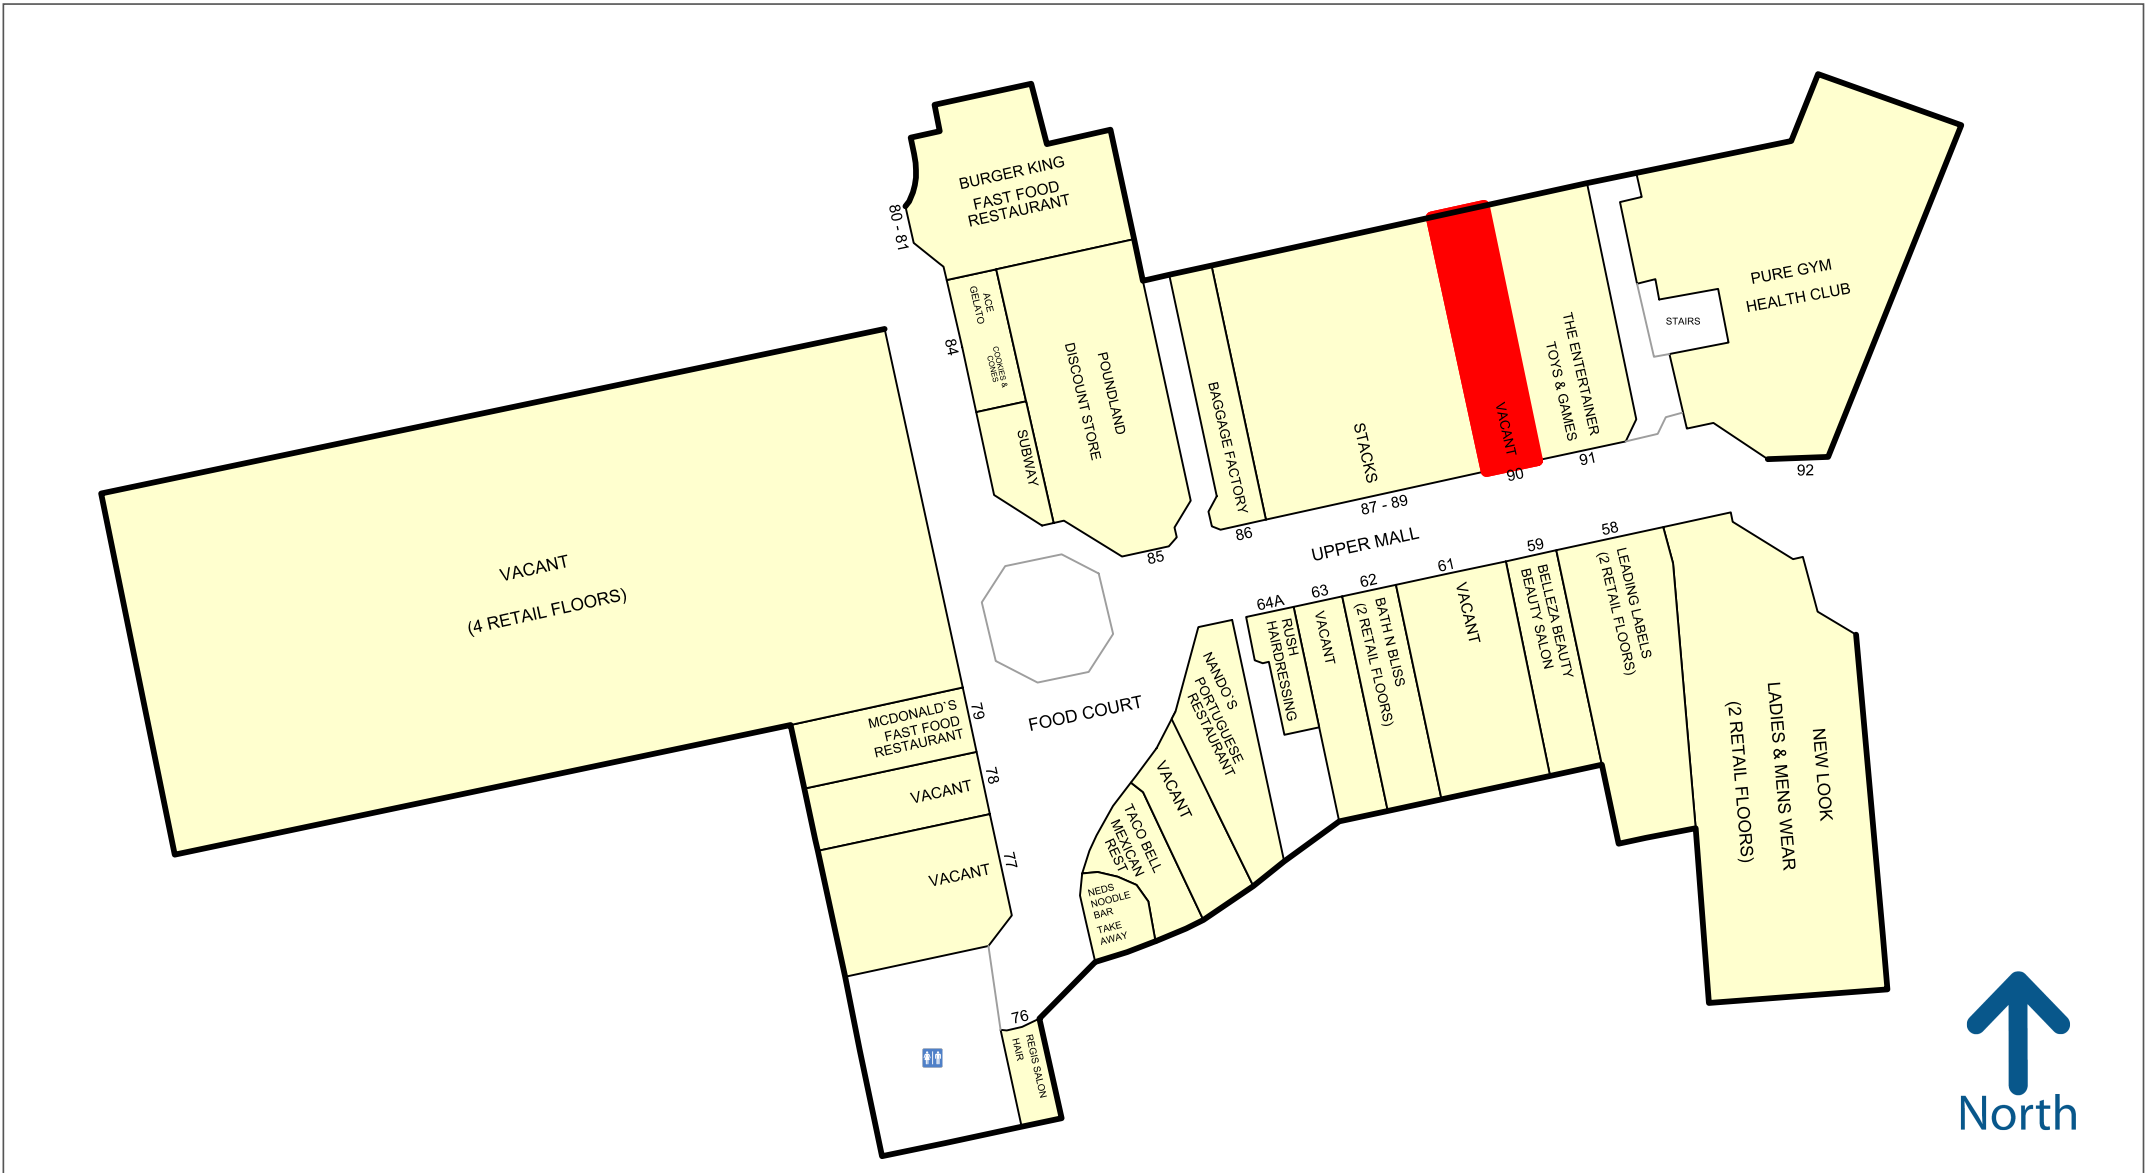 BURGER KING
FAST FOOD
RESTAURANT
80 - 81
ACE
GELATO
COOKIES &
CONES
84
SUBWAY
POUNDLAND
DISCOUNT STORE
85
BAGGAGE FACTORY
86
STACKS
87 - 89
VACANT
90
THE ENTERTAINER
TOYS & GAMES
91
STAIRS
PURE GYM
HEALTH CLUB
92
UPPER MALL
VACANT
(4 RETAIL FLOORS)
MCDONALD`S
FAST FOOD
RESTAURANT
79
VACANT
78
VACANT
77
FOOD COURT
NANDO`S
PORTUGUESE
RESTAURANT
VACANT
TACO BELL
MEXICAN
REST
NEDS
NOODLE
BAR
TAKE
AWAY
76
REGIS SALON
HAIR
64A
RUSH
HAIRDRESSING
63
VACANT
62
BATH N BLISS
(2 RETAIL FLOORS)
61
VACANT
59
BELLEZA BEAUTY
BEAUTY SALON
58
LEADING LABELS
(2 RETAIL FLOORS)
NEW LOOK
LADIES & MENS WEAR
(2 RETAIL FLOORS)
North